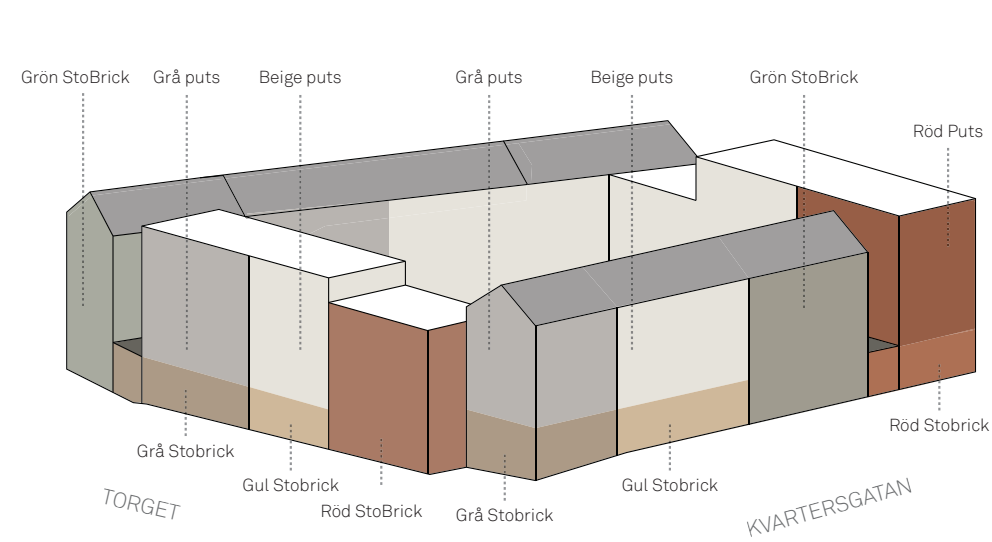 Grön StoBrick
Grå puts
Beige puts
Grå puts
Beige puts
Grön StoBrick
Röd Puts
Grå Stobrick
Gul Stobrick
Röd StoBrick
Grå Stobrick
Gul Stobrick
Röd Stobrick
TORGET
KVARTERSGATAN